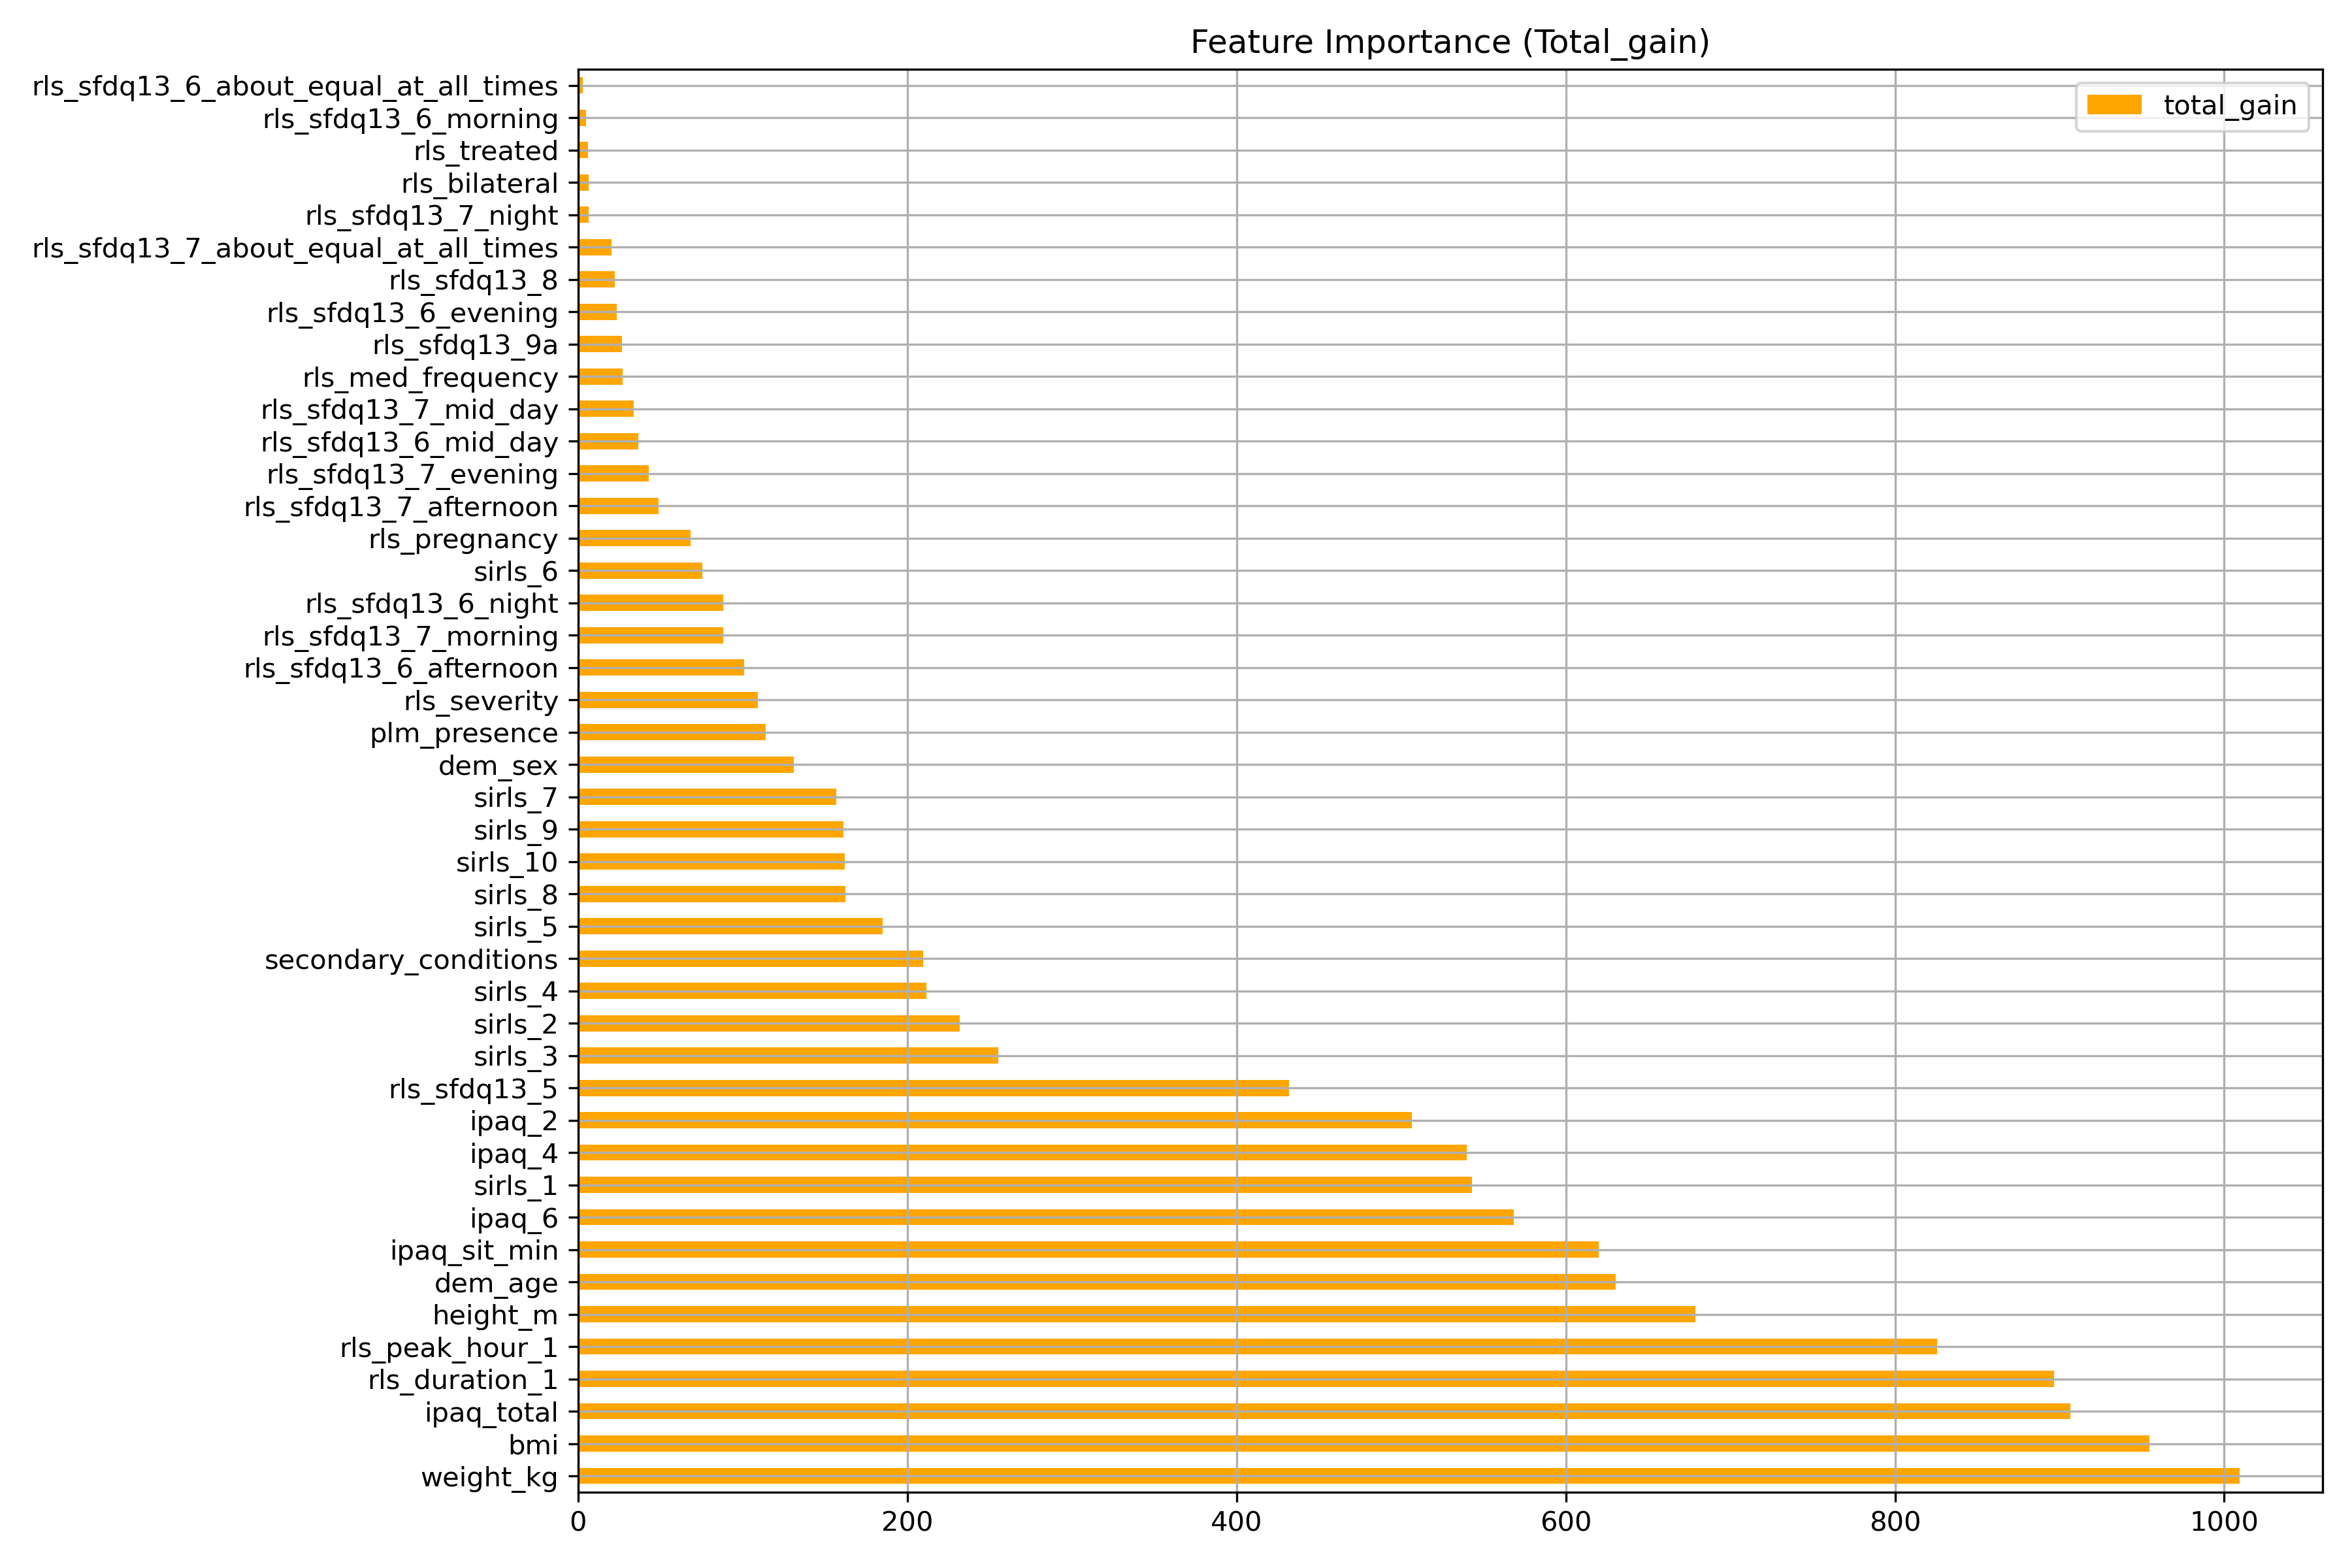 Feature Importance (Total_gain)
total_gain
rls_sfdq13_6_about_equal_at_all_times
rls_sfdq13_6_morning
rls_treated
rls_bilateral
rls_sfdq13_7_night
rls_sfdq13_7_about_equal_at_all_times
rls_sfdq13_8
rls_sfdq13_6_evening
rls_sfdq13_9a
rls_med_frequency
rls_sfdq13_7_mid_day
rls_sfdq13_6_mid_day
rls_sfdq13_7_evening
rls_sfdq13_7_afternoon
rls_pregnancy
sirls_6
rls_sfdq13_6_night
rls_sfdq13_7_morning
rls_sfdq13_6_afternoon
rls_severity
plm_presence
dem_sex
sirls_7
sirls_9
sirls_10
sirls_8
sirls_5
secondary_conditions
sirls_4
sirls_2
sirls_3
rls_sfdq13_5
ipaq_2
ipaq_4
sirls_1
ipaq_6
ipaq_sit_min
dem_age
height_m
rls_peak_hour_1
rls_duration_1
ipaq_total
bmi
weight_kg
0 200 400 600 800 1000